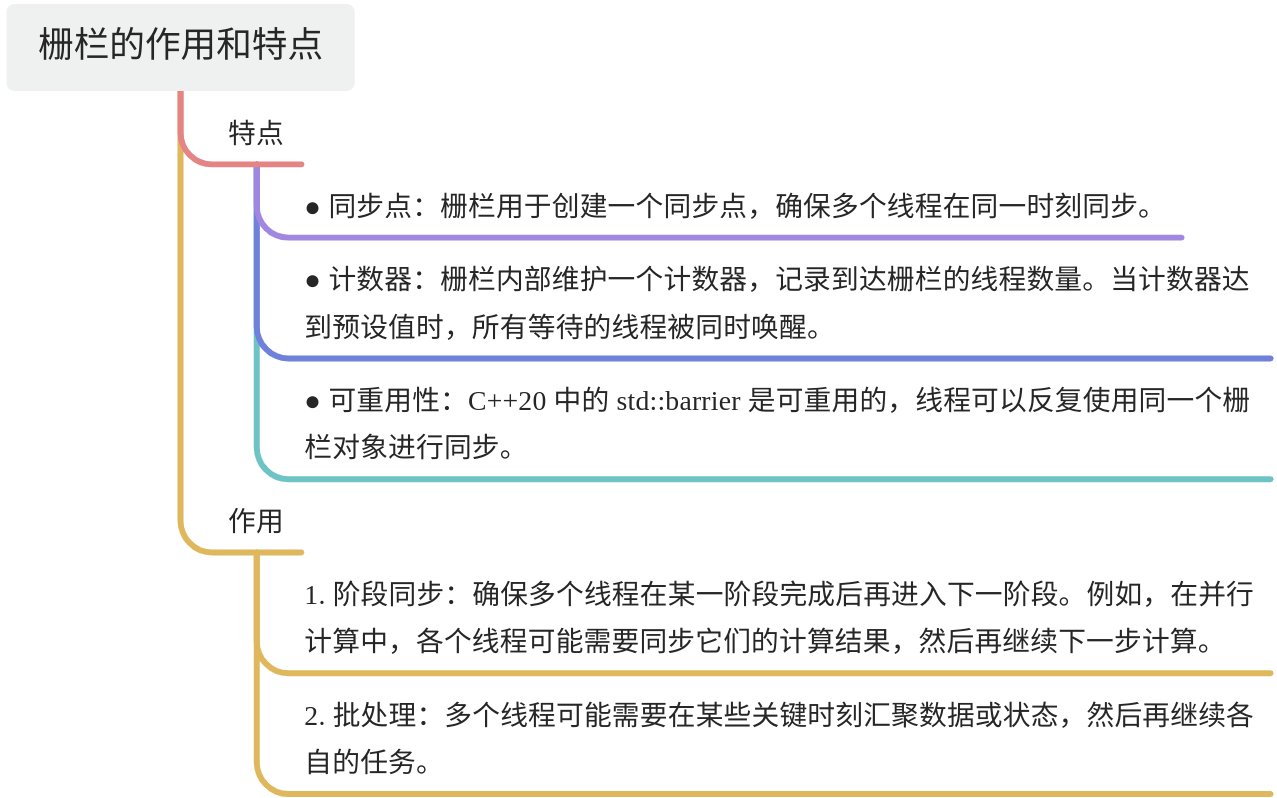 栅栏的作用和特点
特点
● 同步点：栅栏用于创建一个同步点，确保多个线程在同一时刻同步。
● 计数器：栅栏内部维护一个计数器，记录到达栅栏的线程数量。当计数器达
到预设值时，所有等待的线程被同时唤醒。
● 可重用性：C++20 中的 std::barrier 是可重用的，线程可以反复使用同一个栅
栏对象进行同步。
作用
1. 阶段同步：确保多个线程在某一阶段完成后再进入下一阶段。例如，在并行
计算中，各个线程可能需要同步它们的计算结果，然后再继续下一步计算。
2. 批处理：多个线程可能需要在某些关键时刻汇聚数据或状态，然后再继续各
自的任务。